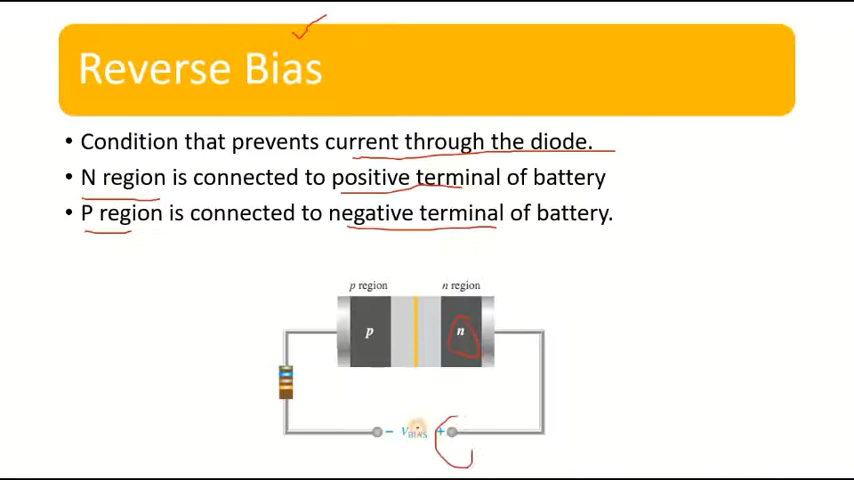 Reverse Bias
• Condition that prevents current through the diode.
• N region is connected to positive terminal of battery
• P region is connected to negative terminal of battery.
p region n region
p n
− VBIAS +